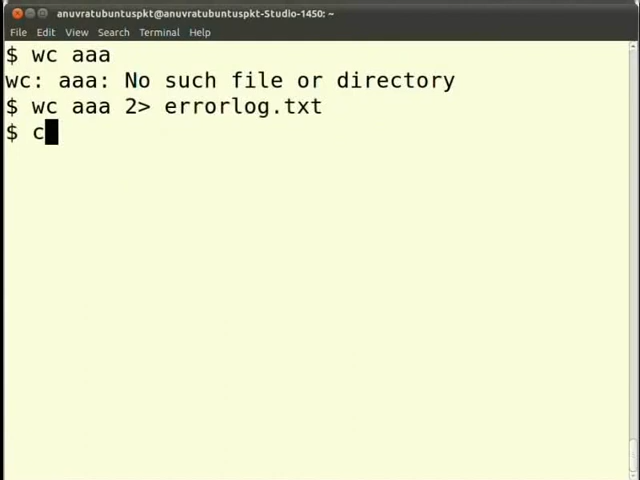 anuvratubuntuspkt@anuvratubuntuspkt-Studio-1450: ~
File Edit View Search Terminal Help
$ wc aaa
wc: aaa: No such file or directory
$ wc aaa 2> errorlog.txt
$ c